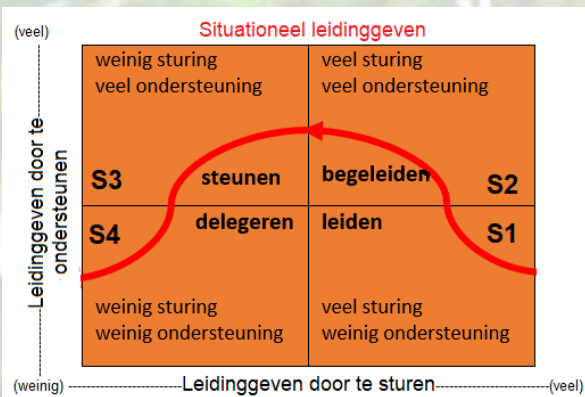 Situationeel leidinggeven
(veel)
weinig sturing
veel ondersteuning
veel sturing
veel ondersteuning
Leidinggeven door te
ondersteunen
S3
steunen
begeleiden
S2
S4
delegeren
leiden
S1
weinig sturing
weinig ondersteuning
veel sturing
weinig ondersteuning
(weinig) Leidinggeven door te sturen (veel)